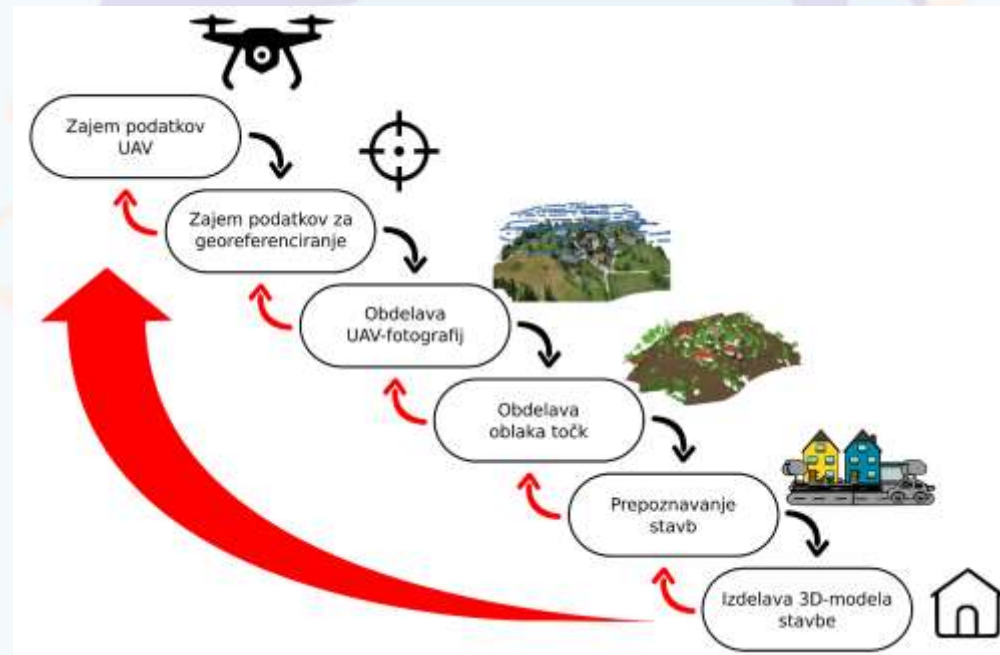 Zajem podatkov
UAV
Zajem podatkov za
georeferenciranje
Obdelava
UAV-fotografij
Obdelava
oblaka točk
Prepoznavanje
stavb
Izdelava 3D-modela
stavbe